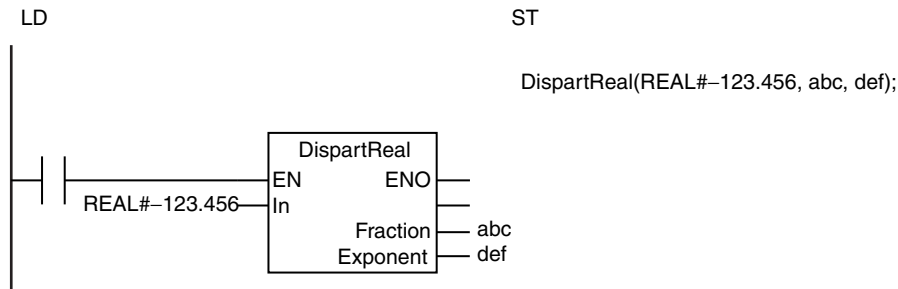 LD
ST
DispartReal(REAL#−123.456, abc, def);
DispartReal
EN ENO
REAL#−123.456 In
Fraction abc
Exponent def